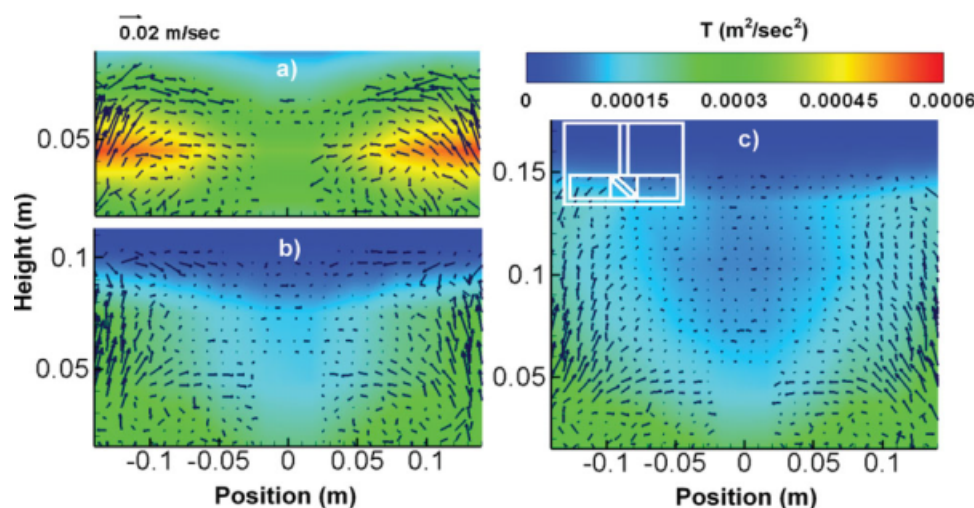 0.02 m/sec
T (m²/sec²)
0 0.00015 0.0003 0.00045 0.0006
a)
0.05
b)
0.1
0.05
Height (m)
-0.1 -0.05 0 0.05 0.1
Position (m)
c)
0.15
0.1
0.05
-0.1 -0.05 0 0.05 0.1
Position (m)